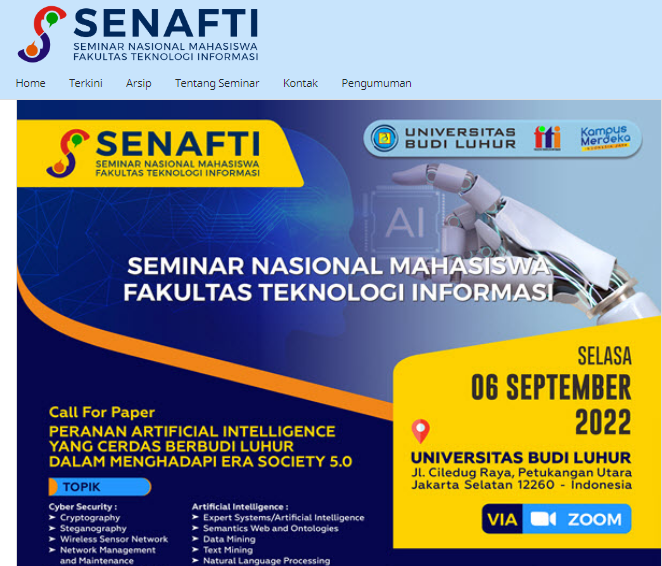 SENAFTI
SEMINAR NASIONAL MAHASISWA
FAKULTAS TEKNOLOGI INFORMASI
Home Terkini Arsip Tentang Seminar Kontak Pengumuman
SENAFTI
SEMINAR NASIONAL MAHASISWA
FAKULTAS TEKNOLOGI INFORMASI
UNIVERSITAS
BUDI LUHUR
fti
Kampus
Merdeka
AI
SEMINAR NASIONAL MAHASISWA
FAKULTAS TEKNOLOGI INFORMASI
SELASA
06 SEPTEMBER
2022
UNIVERSITAS BUDI LUHUR
Jl. Ciledug Raya, Petukangan Utara
Jakarta Selatan 12260 - Indonesia
VIA ZOOM
Call For Paper
PERANAN ARTIFICIAL INTELLIGENCE
YANG CERDAS BERBUDI LUHUR
DALAM MENGHADAPI ERA SOCIETY 5.0
TOPIK
Cyber Security :
➤ Cryptography
➤ Steganography
➤ Wireless Sensor Network
➤ Network Management
and Maintenance
Artificial Intelligence :
➤ Expert Systems/Artificial Intelligence
➤ Semantics Web and Ontologies
➤ Data Mining
➤ Text Mining
➤ Natural Language Processing